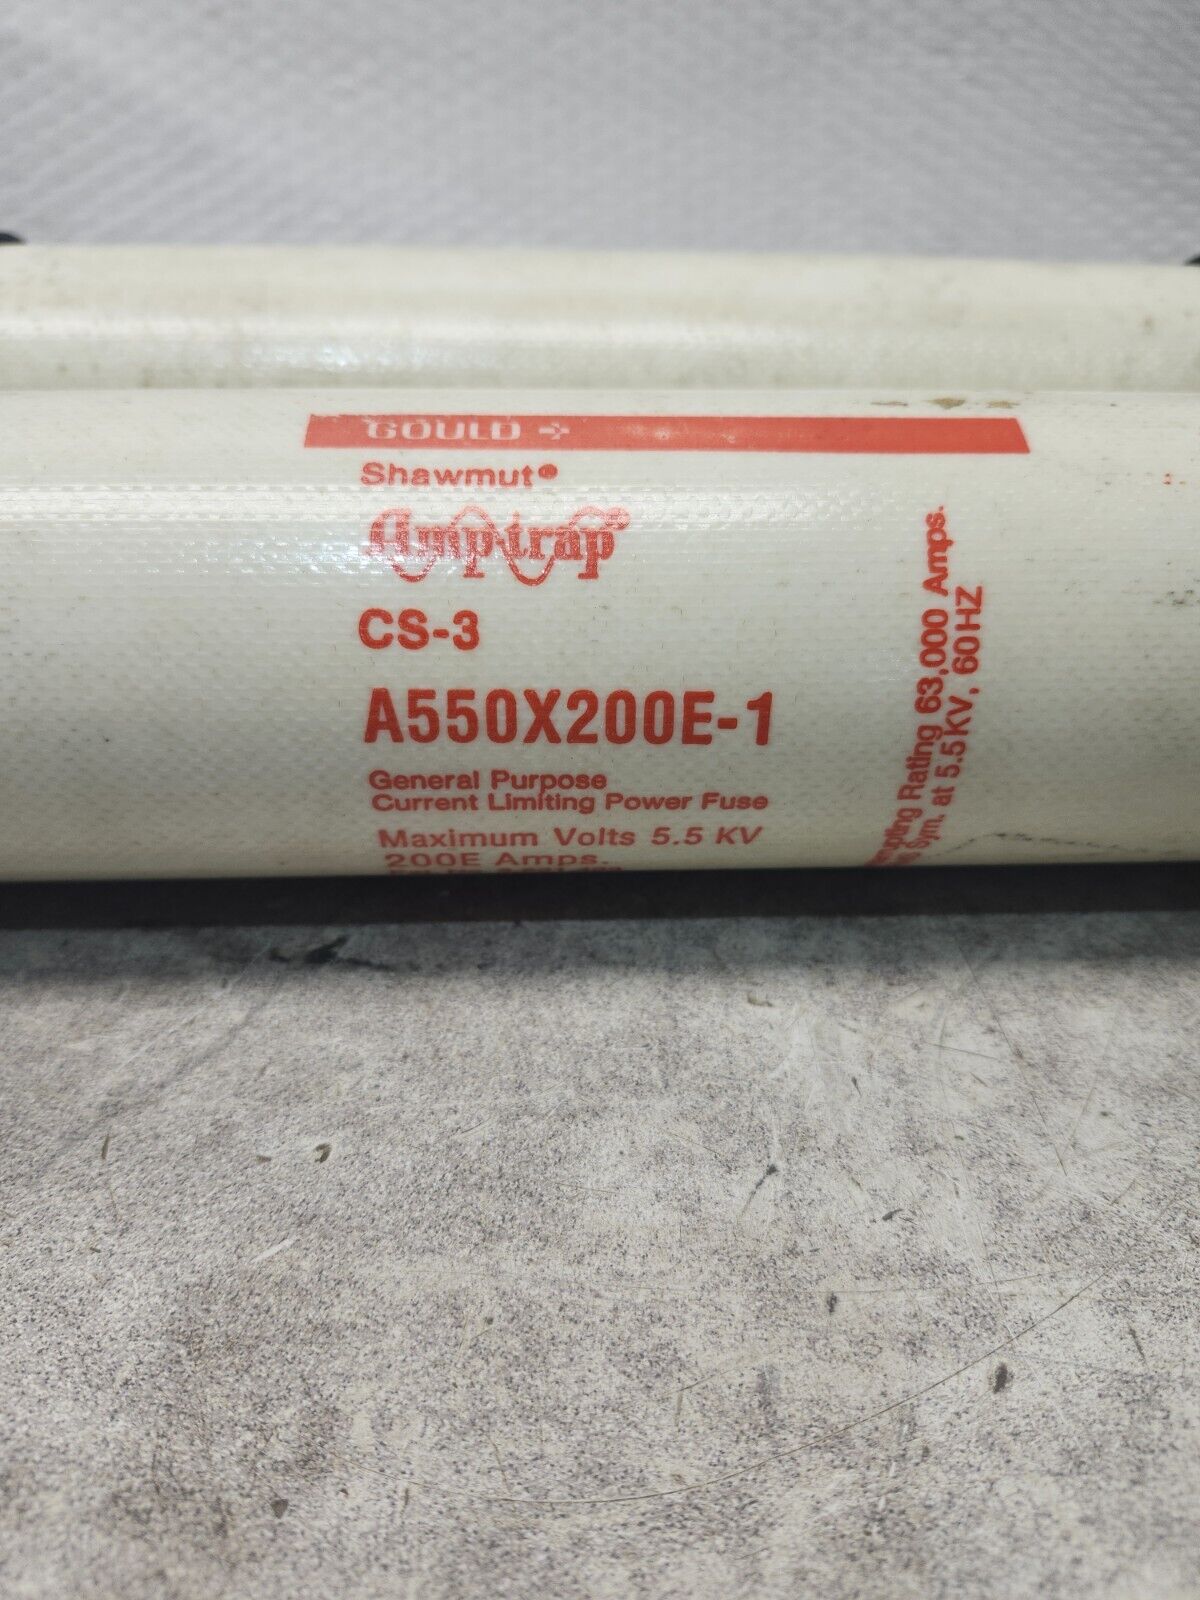 GOULD
Shawmut®
Amp-trap®
CS-3
A550X200E-1
General Purpose
Current Limiting Power Fuse
Maximum Volts 5.5 KV
200E Amps.
Rating 63,000 Amps.
Sym. at 5.5KV, 60HZ